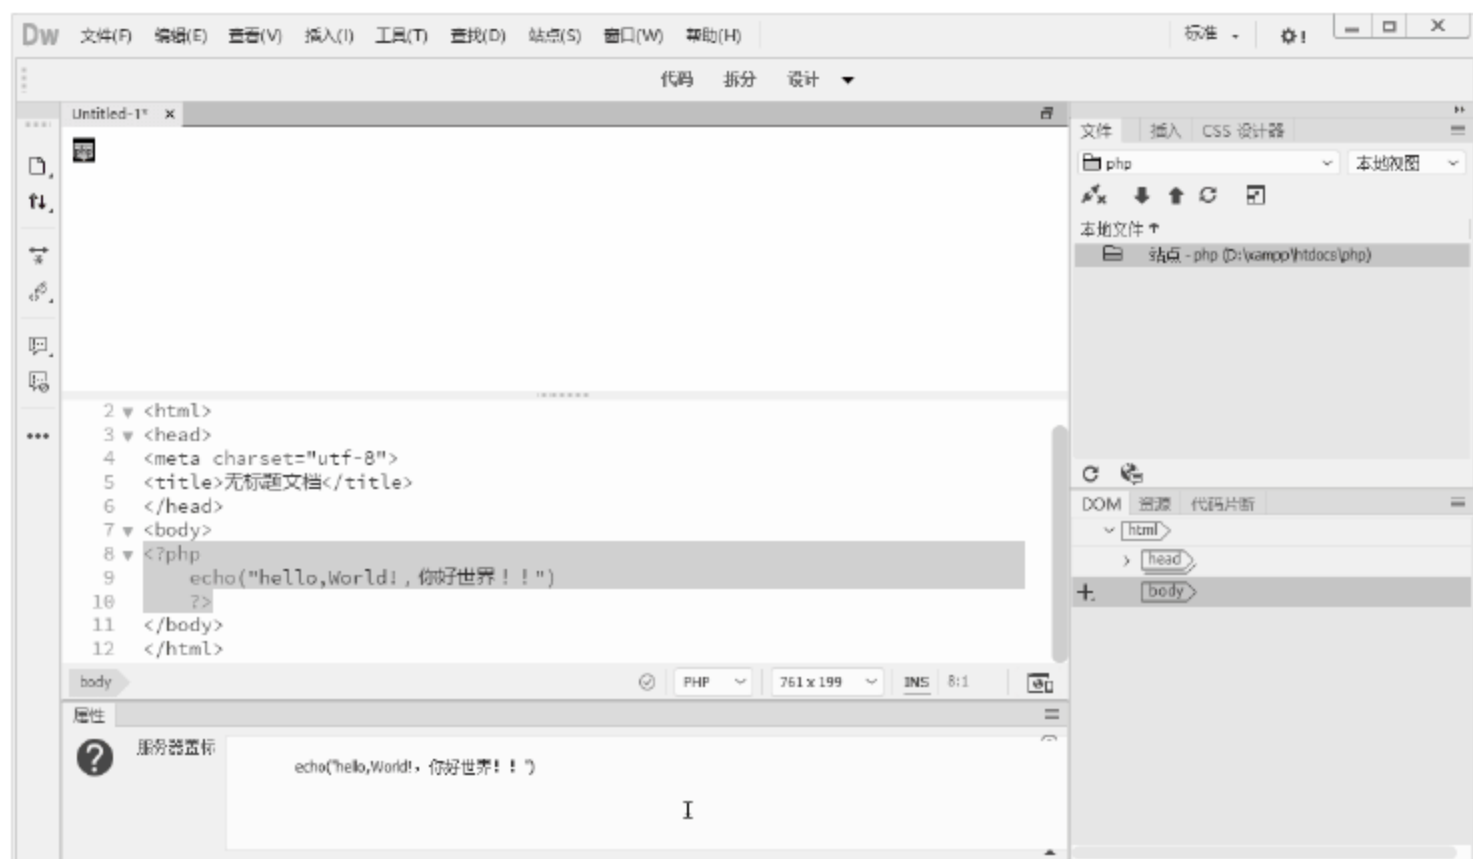 Dw 文件(F) 编辑(E) 查看(V) 插入(I) 工具(T) 查找(D) 站点(S) 窗口(W) 帮助(H) 标准
代码 拆分 设计
Untitled-1* x
文件 插入 CSS 设计器
php 本地视图
本地文件
站点 - php (D:\xampp\htdocs\php)
2 <html>
3 <head>
4 <meta charset="utf-8">
5 <title>无标题文档</title>
6 </head>
7 <body>
8 <?php
9 echo("hello,World!，你好世界！！")
10 ?>
11 </body>
12 </html>
DOM 资源 代码片断
html
head
body
body PHP 761 x 199 INS 8:1
属性
服务器置标
echo("hello,World!，你好世界！！")